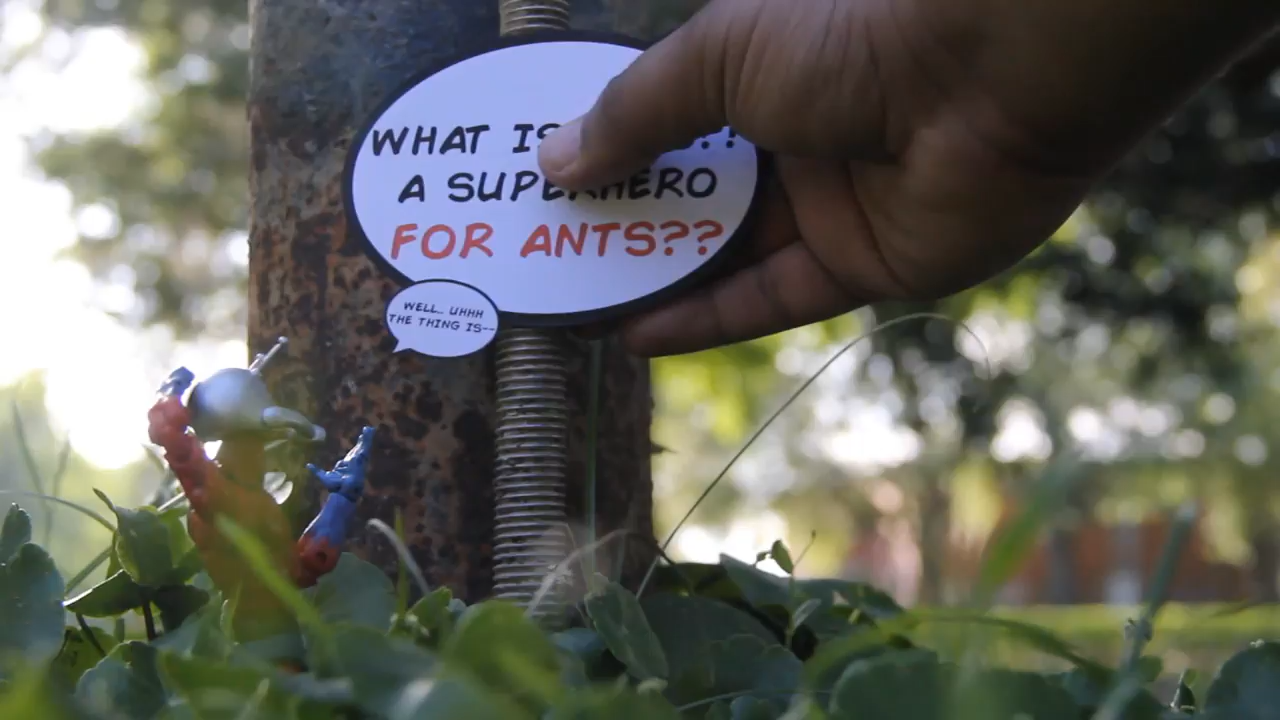 WHAT IS ??
A SUPERHERO
FOR ANTS??
WELL.. UHHH
THE THING IS--